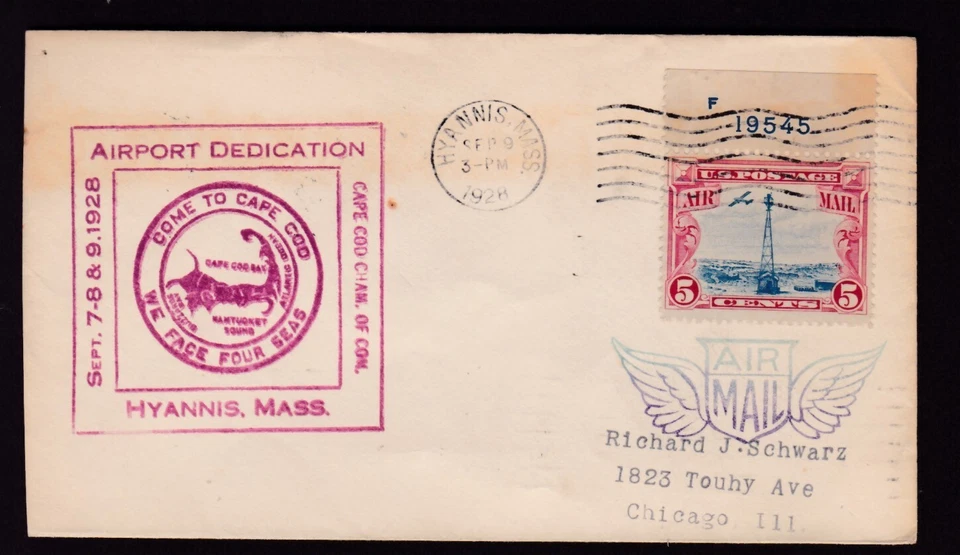 AIRPORT DEDICATION
SEPT. 7-8 & 9.1928
COME TO CAPE COD
CAPE COD BAY
ATLANTIC OCEAN
NANTUCKET
SOUND
WE FACE FOUR SEAS
CAPE COD CHAM. OF COM.
HYANNIS, MASS.
HYANNIS, MASS.
SEP 9
3-PM
1928
F
19545
U.S. POSTAGE
AIR MAIL
5 5
CENTS
AIR
MAIL
Richard J. Schwarz
1823 Touhy Ave
Chicago Ill.